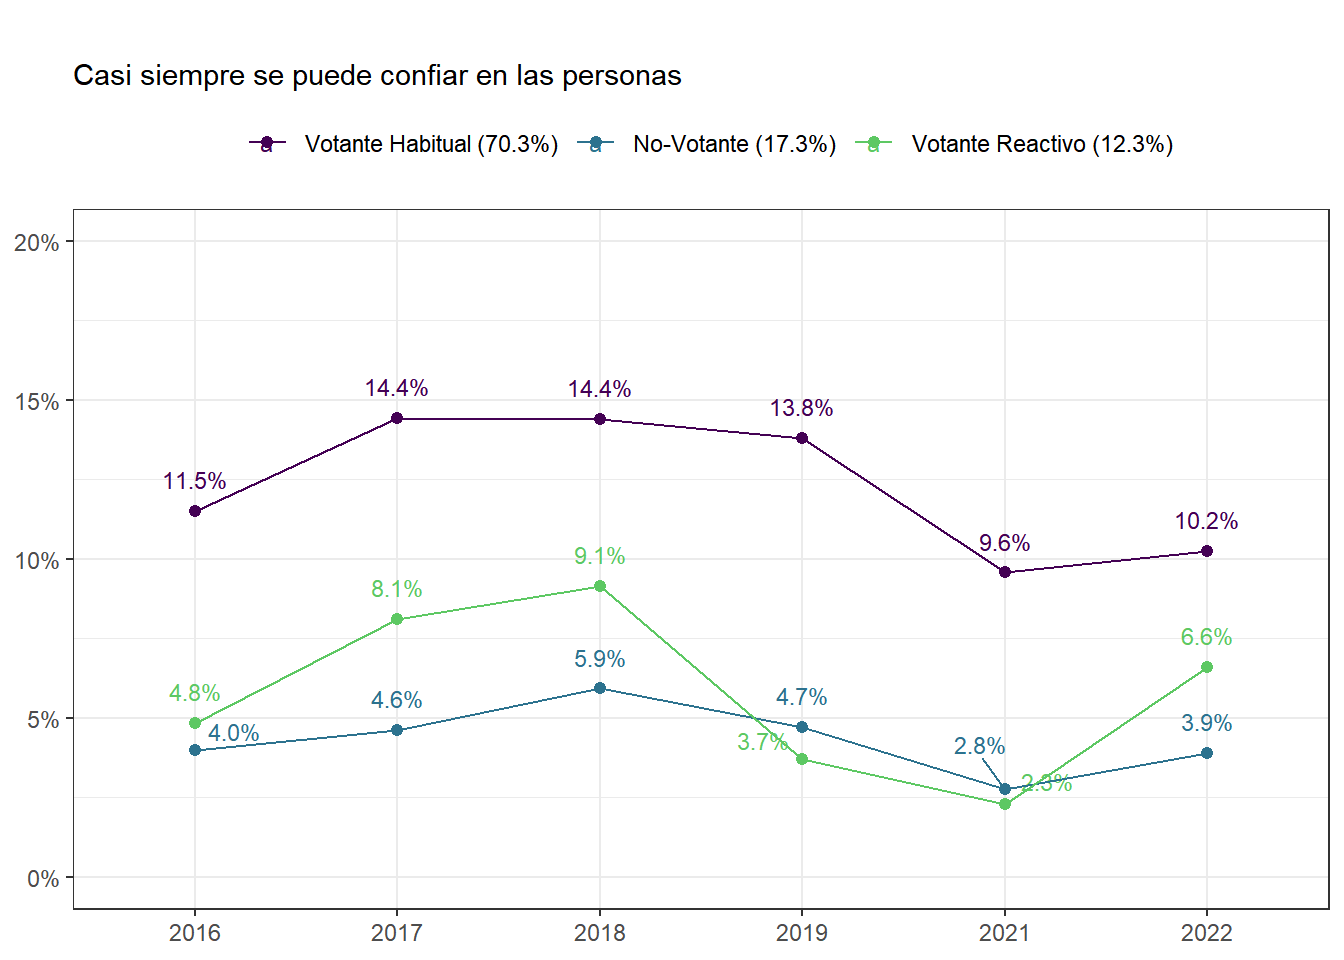 Casi siempre se puede confiar en las personas
a Votante Habitual (70.3%) a No-Votante (17.3%) a Votante Reactivo (12.3%)
20%
15%
10%
5%
0%
14.4% 14.4% 13.8%
11.5%
9.6% 10.2%
8.1% 9.1%
6.6%
4.8%
4.0% 4.6% 5.9% 4.7%
3.7% 2.8% 3.9%
2.3%
2016 2017 2018 2019 2021 2022